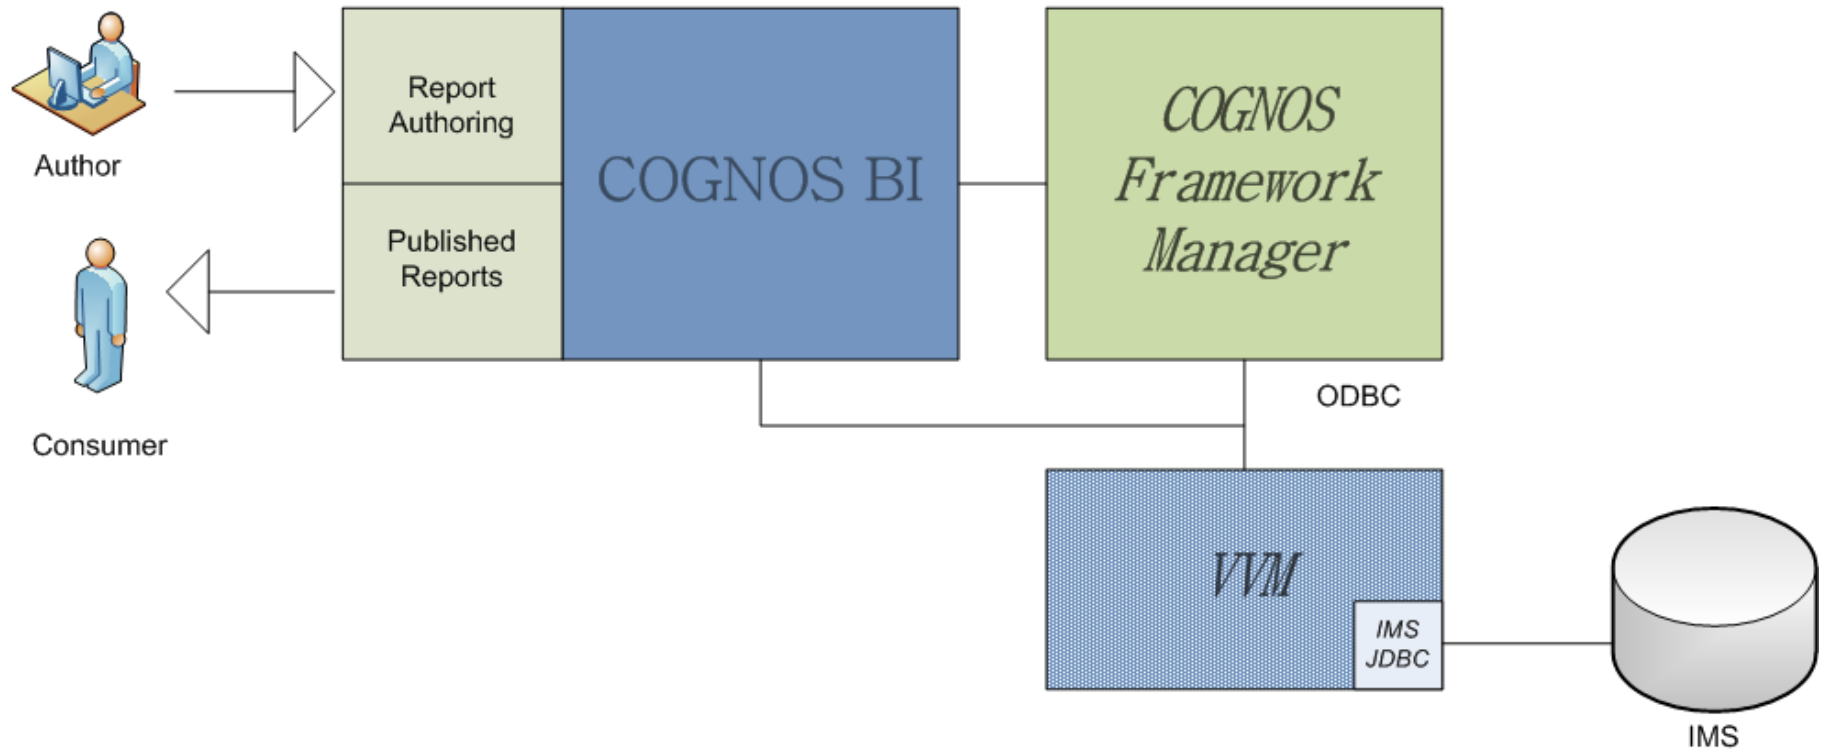 Author
Consumer
Report
Authoring
Published
Reports
COGNOS BI
COGNOS
Framework
Manager
ODBC
VVM
IMS
JDBC
IMS